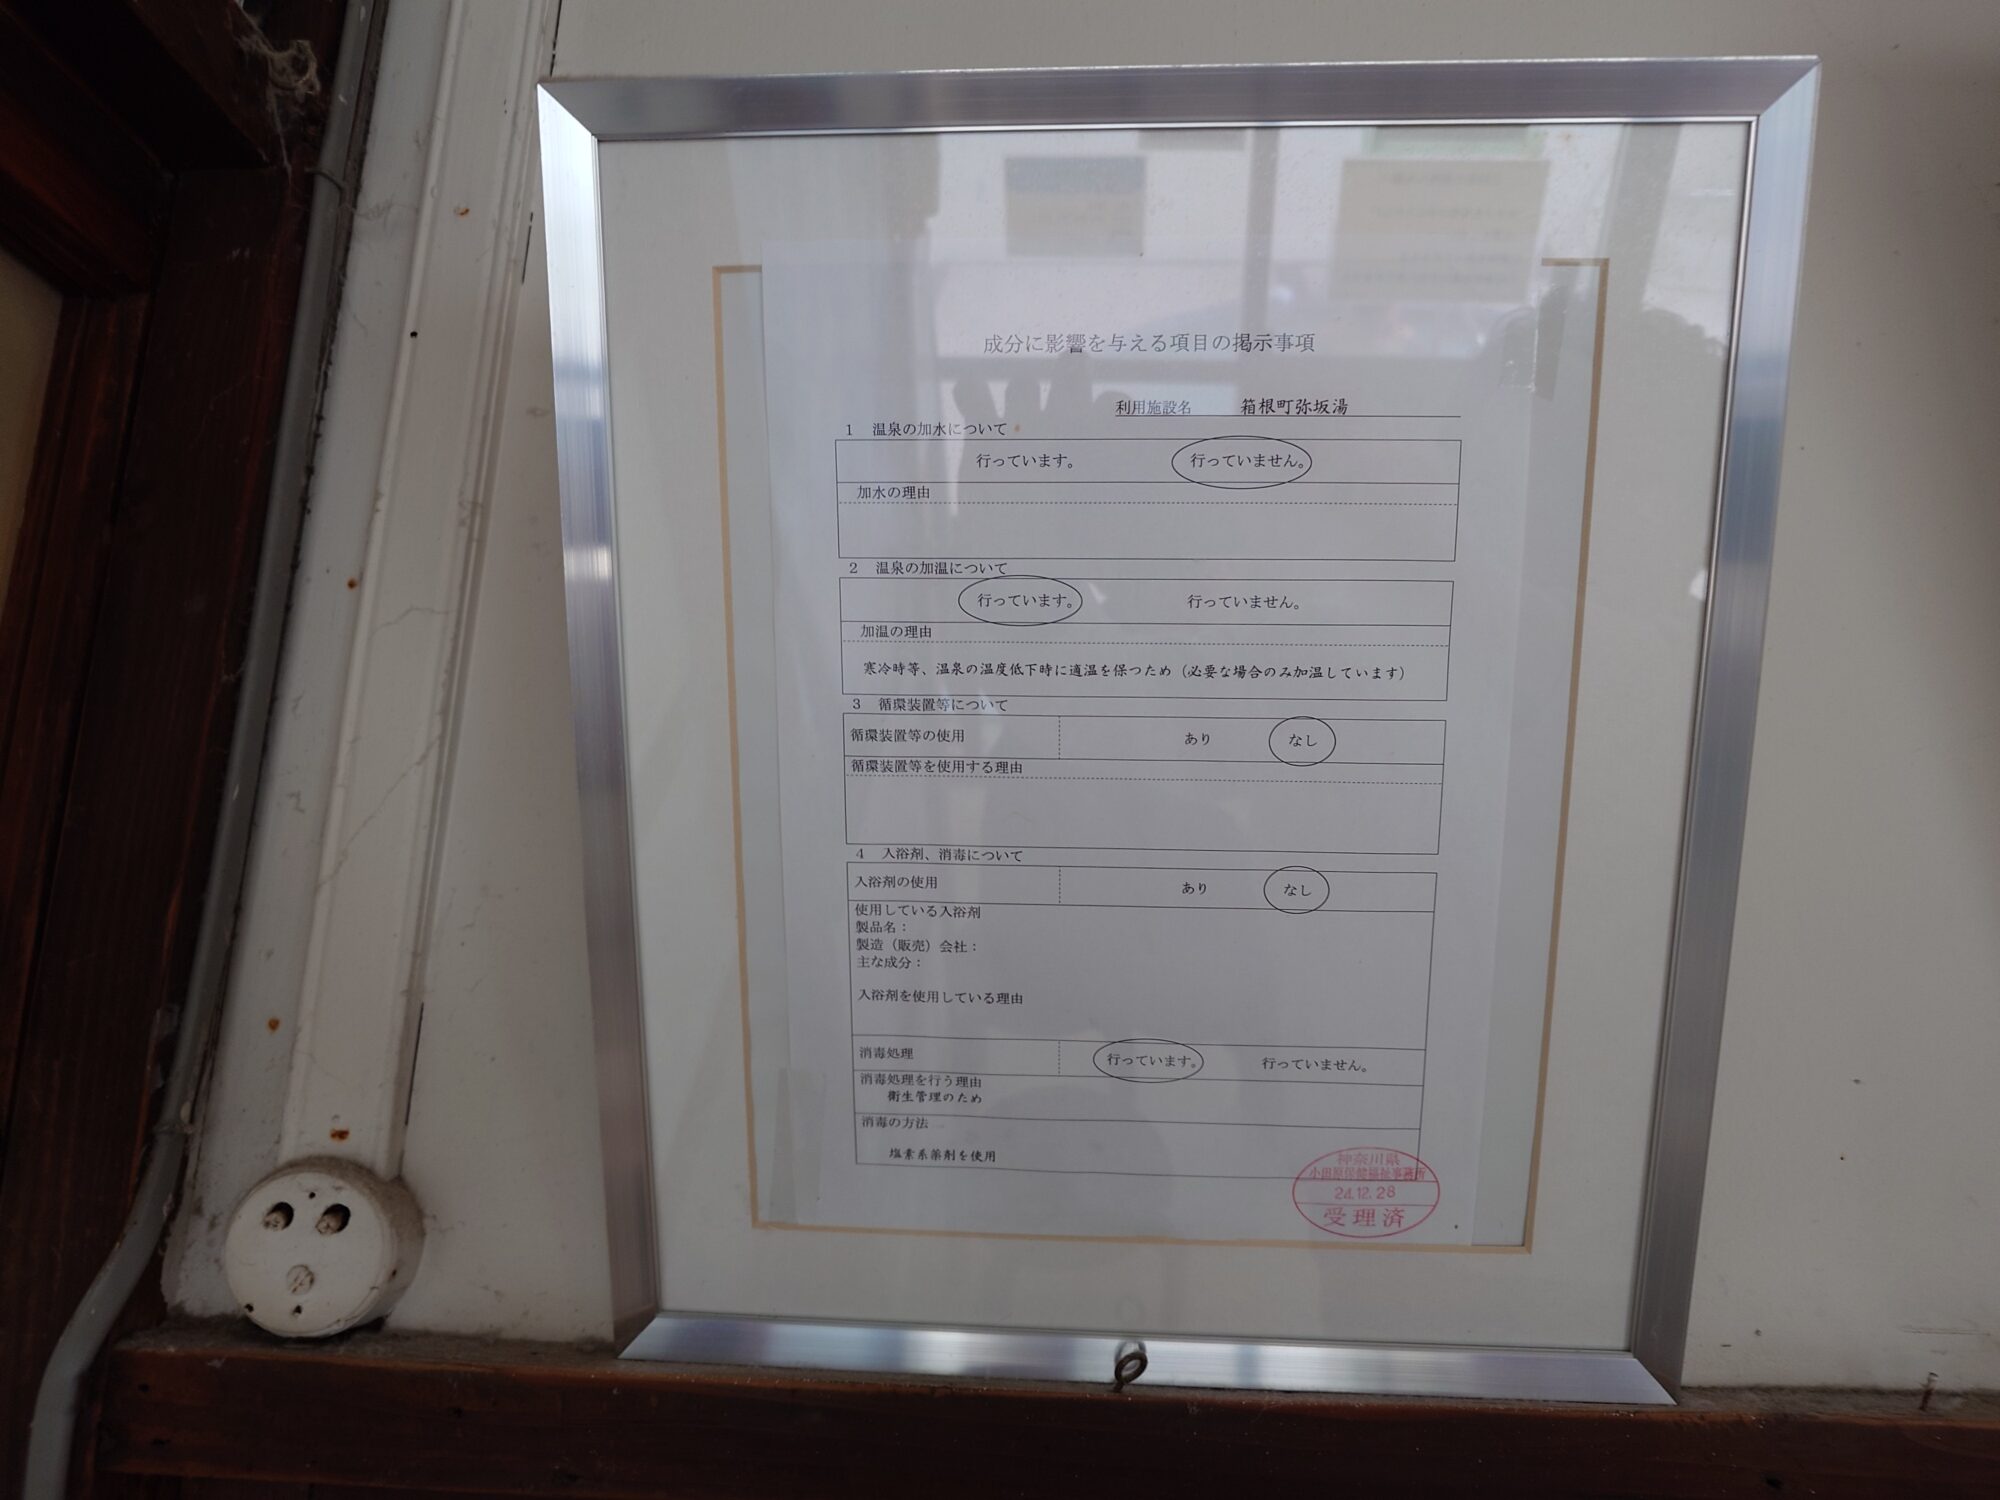 成分に影響を与える項目の掲示事項
利用施設名 箱根町弥坂湯
1 温泉の加水について
行っています。 行っていません。
加水の理由
2 温泉の加温について
行っています。 行っていません。
加温の理由
寒冷時等、温泉の温度低下時に適温を保つため（必要な場合のみ加温しています）
3 循環装置等について
循環装置等の使用 あり なし
循環装置等を使用する理由
4 入浴剤、消毒について
入浴剤の使用 あり なし
使用している入浴剤
製品名：
製造（販売）会社：
主な成分：
入浴剤を使用している理由
消毒処理 行っています。 行っていません。
消毒処理を行う理由
衛生管理のため
消毒の方法
塩素系薬剤を使用
神奈川県
小田原保健福祉事務所
24.12.28
受理済